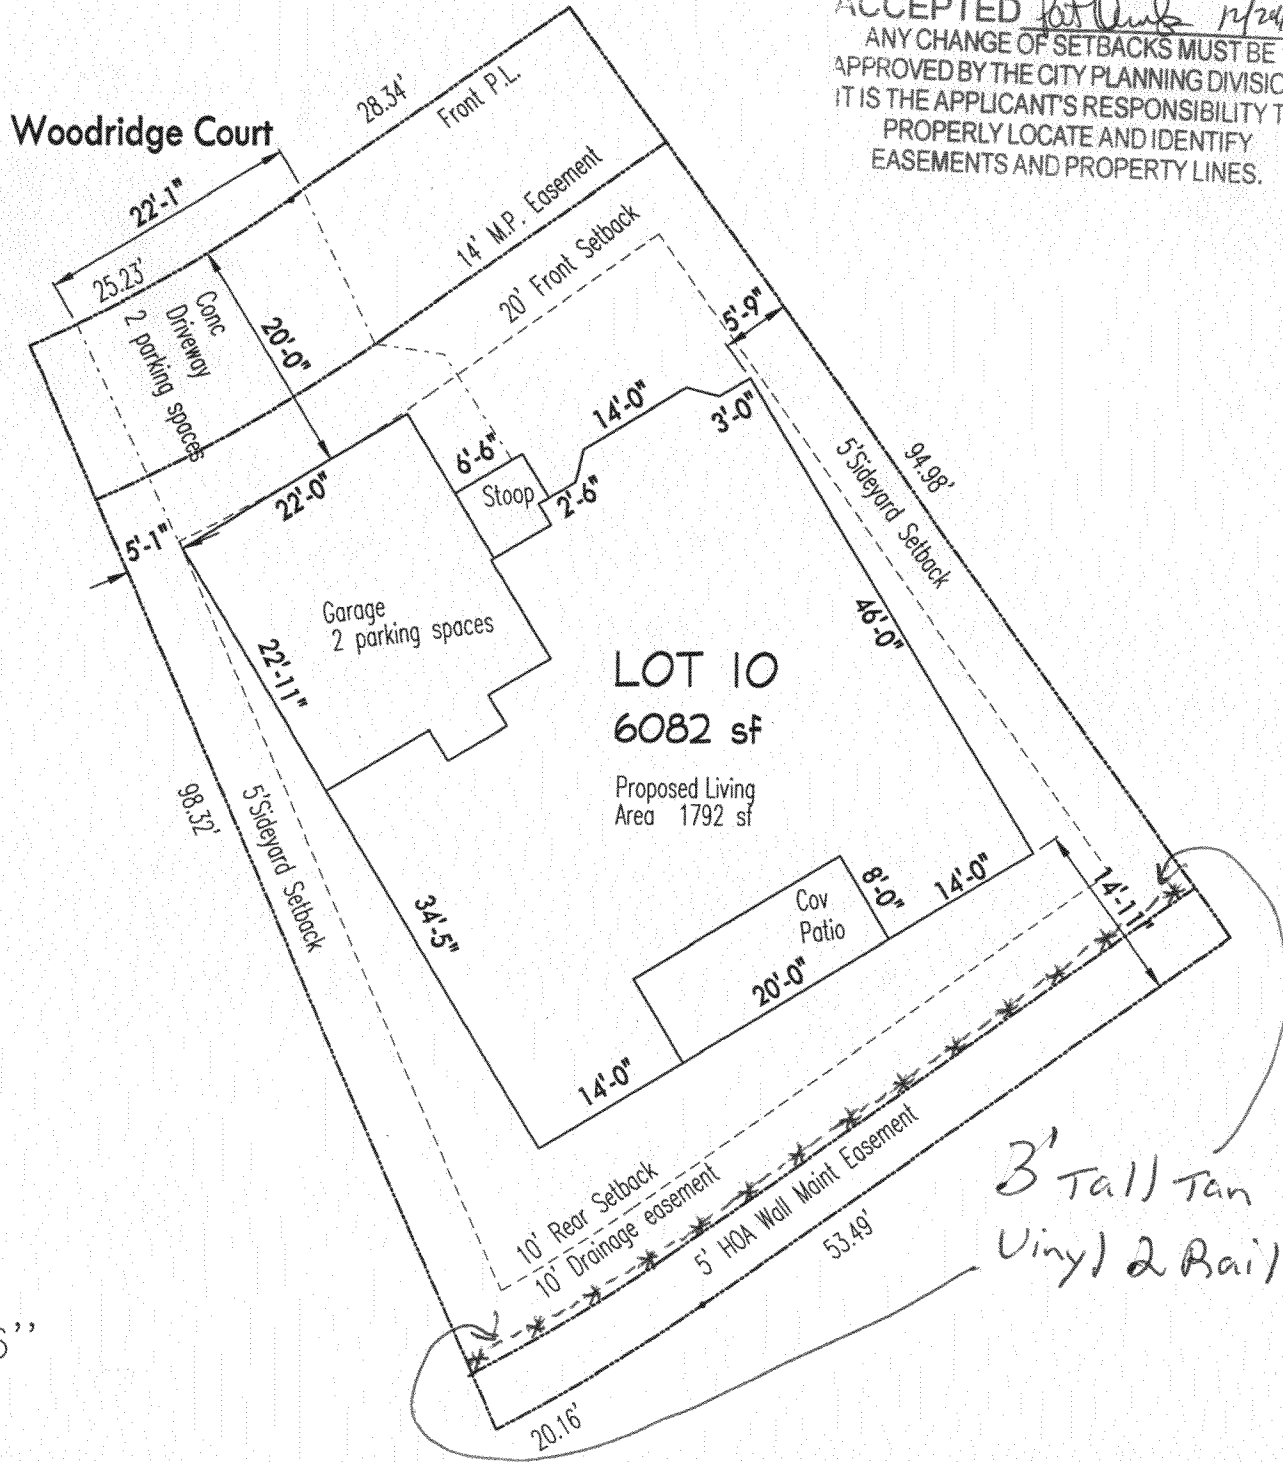 ACCEPTED 12/24/
ANY CHANGE OF SETBACKS MUST BE
APPROVED BY THE CITY PLANNING DIVISIO
IT IS THE APPLICANT'S RESPONSIBILITY T
PROPERLY LOCATE AND IDENTIFY
EASEMENTS AND PROPERTY LINES.
Woodridge Court
28.34'
Front P.L.
22'-1"
25.23'
14' M.P. Easement
20' Front Setback
Conc
Driveway
2 parking spaces
20'-0"
5'-9"
14'-0"
3'-0"
6'-6"
Stoop
2'-6"
22'-0"
5'-1"
5'Sideyard Setback
94.98'
Garage
2 parking spaces
22'-11"
46'-0"
LOT 10
6082 sf
Proposed Living
Area 1792 sf
98.32'
5'Sideyard Setback
34'-5"
Cov
Patio
8'-0"
14'-0"
14'-11"
20'-0"
14'-0"
10' Rear Setback
10' Drainage easement
5' HOA Wall Maint Easement
53.49'
20.16'
3' Tall Tan
Vinyl 2 Rail